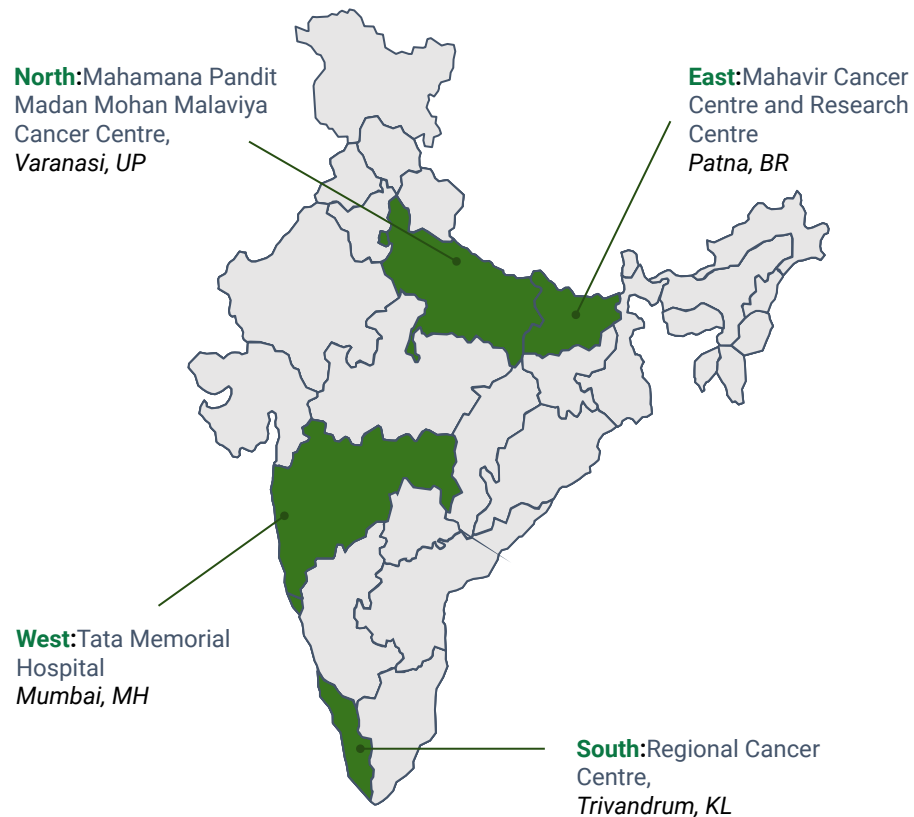 North:Mahamana Pandit
Madan Mohan Malaviya
Cancer Centre,
Varanasi, UP
East:Mahavir Cancer
Centre and Research
Centre
Patna, BR
West:Tata Memorial
Hospital
Mumbai, MH
South:Regional Cancer
Centre,
Trivandrum, KL